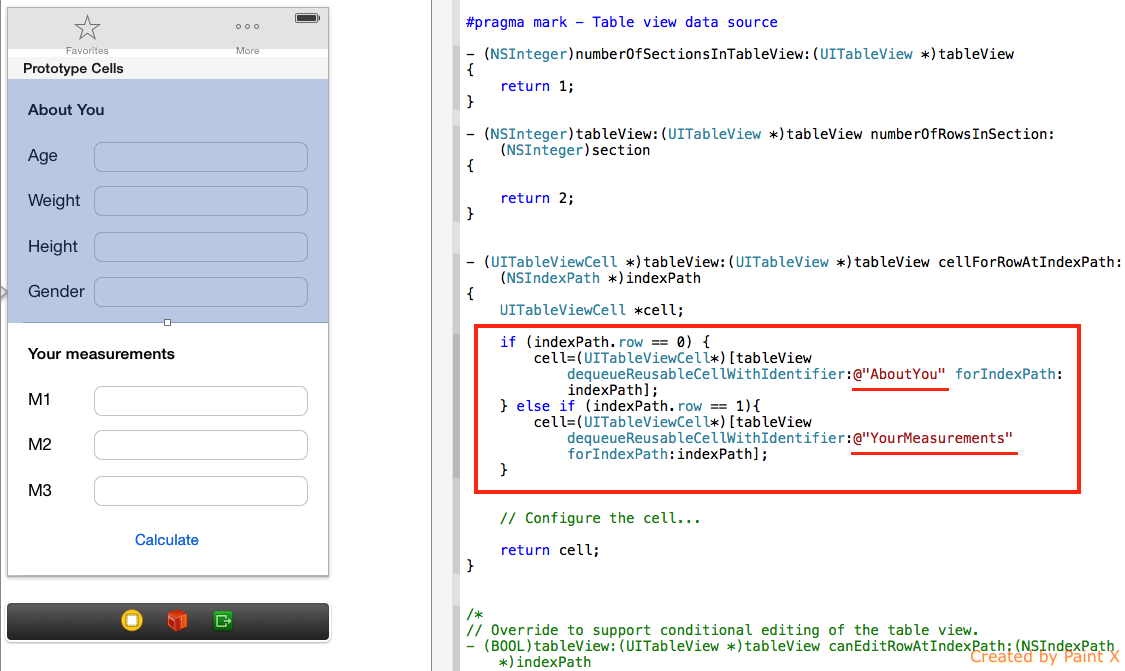 Favorites
More
Prototype Cells
About You
Age
Weight
Height
Gender
Your measurements
M1
M2
M3
Calculate
#pragma mark - Table view data source
- (NSInteger)numberOfSectionsInTableView:(UITableView *)tableView
{
return 1;
}
- (NSInteger)tableView:(UITableView *)tableView numberOfRowsInSection:
(NSInteger)section
{
return 2;
}
- (UITableViewCell *)tableView:(UITableView *)tableView cellForRowAtIndexPath:
(NSIndexPath *)indexPath
{
UITableViewCell *cell;
if (indexPath.row == 0) {
cell=(UITableViewCell*)[tableView
dequeueReusableCellWithIdentifier:@"AboutYou" forIndexPath:
indexPath];
} else if (indexPath.row == 1){
cell=(UITableViewCell*)[tableView
dequeueReusableCellWithIdentifier:@"YourMeasurements"
forIndexPath:indexPath];
}
// Configure the cell...
return cell;
}
/*
// Override to support conditional editing of the table view.
- (BOOL)tableView:(UITableView *)tableView canEditRowAtIndexPath:(NSIndexPath
*)indexPath
Created by Paint X